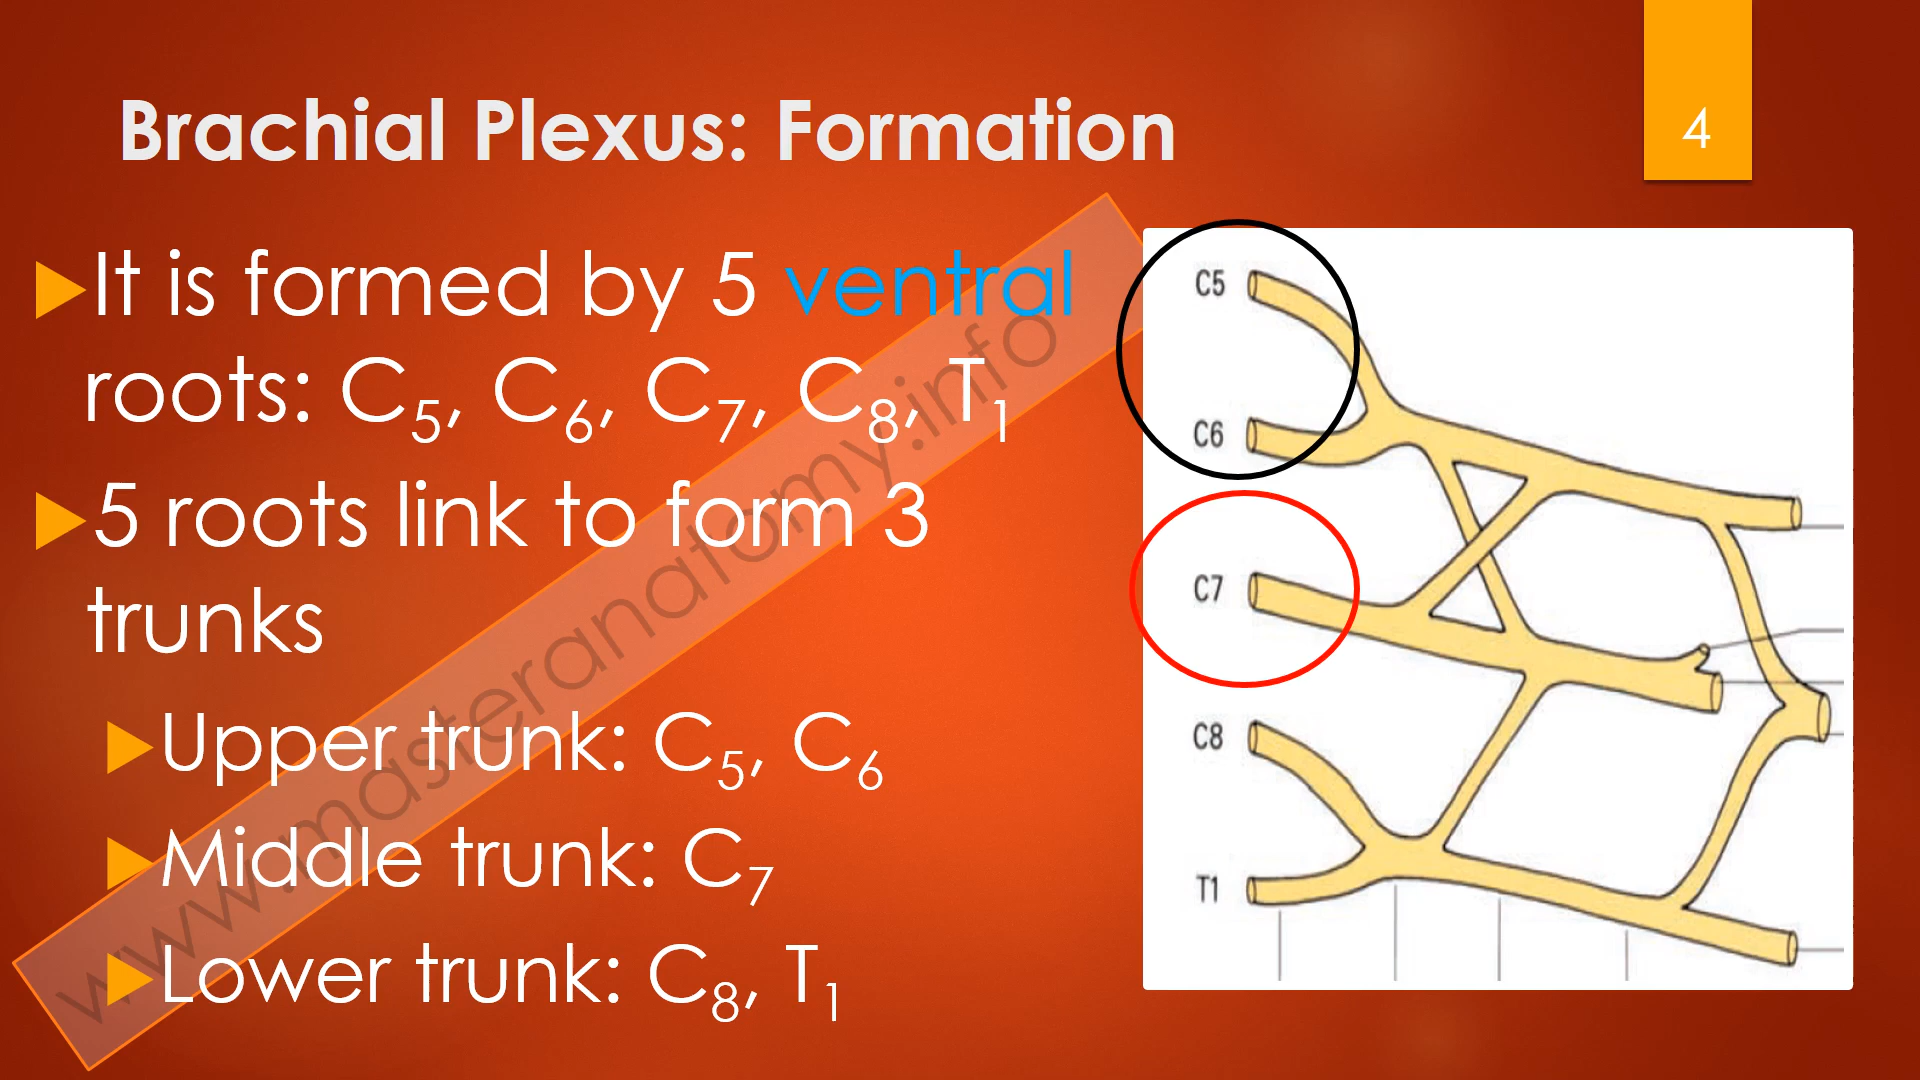 Brachial Plexus: Formation
4
It is formed by 5 ventral
roots: C₅, C₆, C₇, C₈, T₁
5 roots link to form 3
trunks
Upper trunk: C₅, C₆
Middle trunk: C₇
Lower trunk: C₈, T₁
www.masteranatomy.info
C5
C6
C7
C8
T1